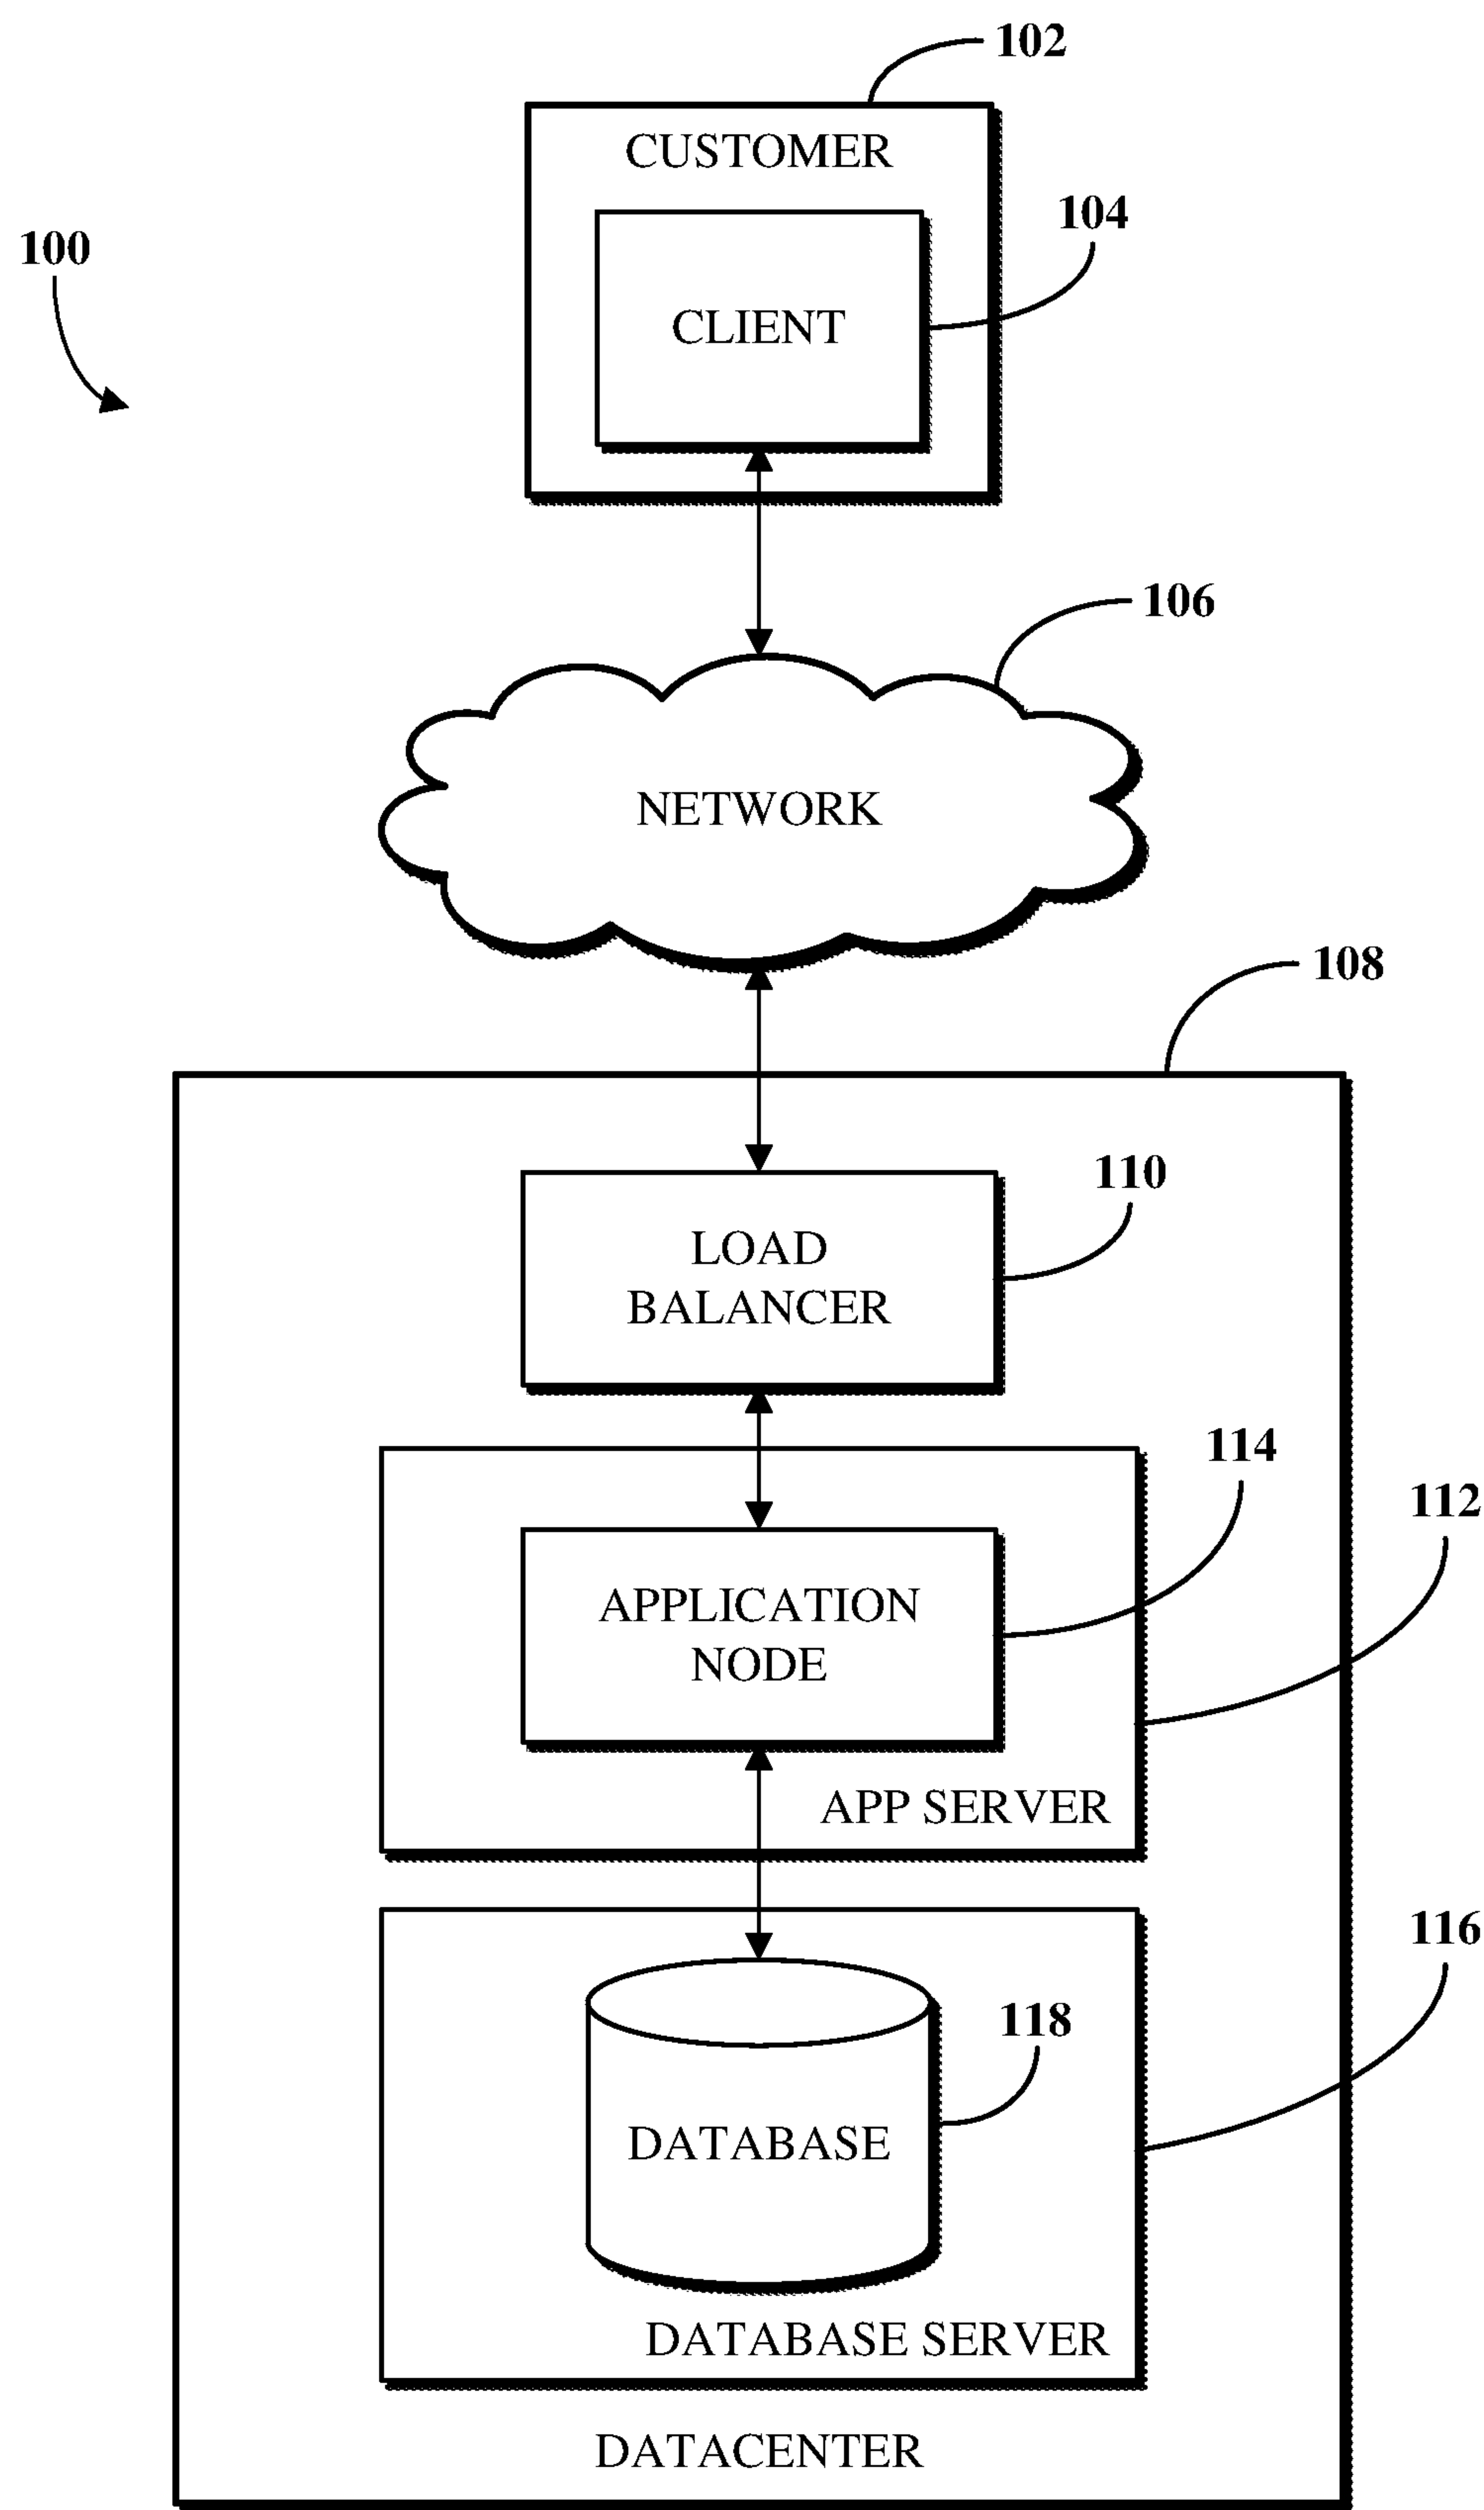 102
CUSTOMER
104
100
CLIENT
106
NETWORK
108
110
LOAD
BALANCER
114
112
APPLICATION
NODE
APP SERVER
116
118
DATABASE
DATABASE SERVER
DATACENTER